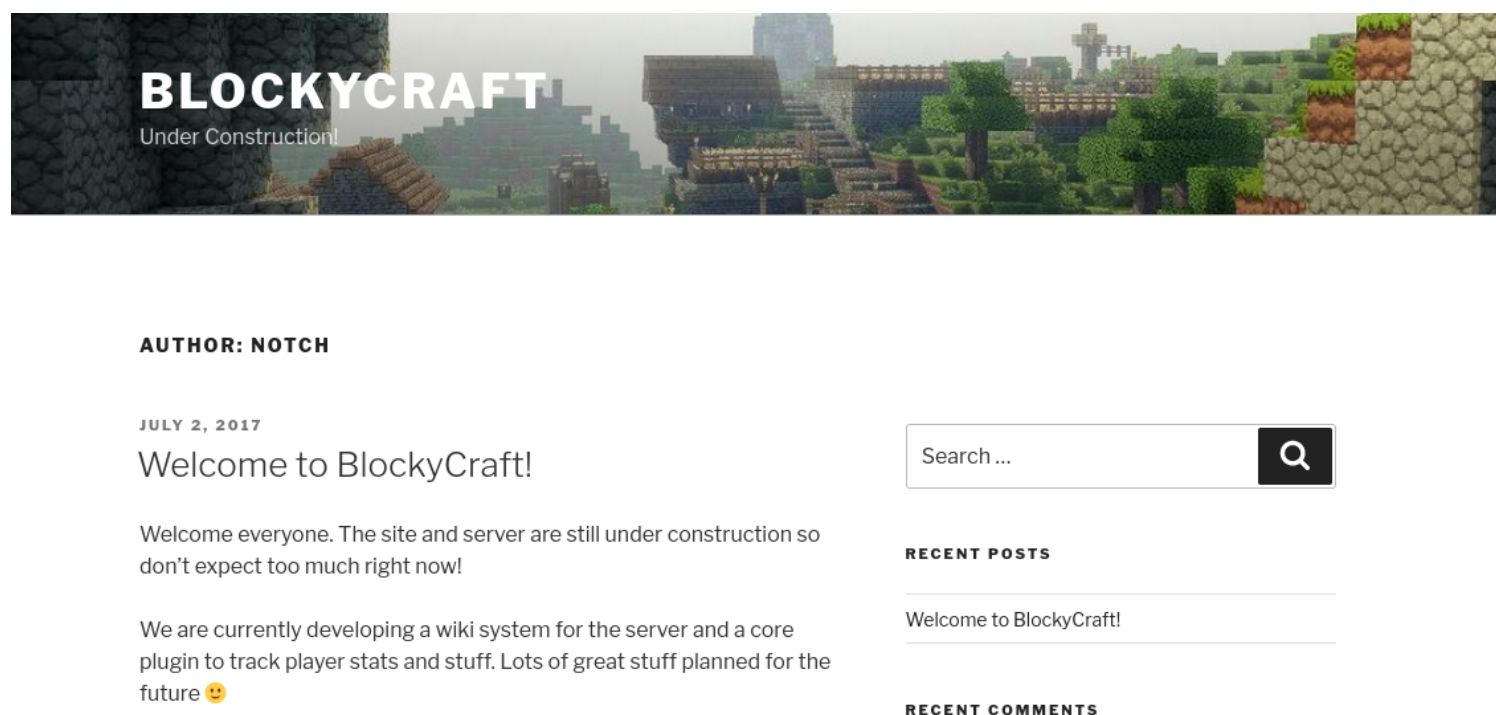 BLOCKYCRAFT
Under Construction!
AUTHOR: NOTCH
JULY 2, 2017
Welcome to BlockyCraft!
Welcome everyone. The site and server are still under construction so
don’t expect too much right now!
We are currently developing a wiki system for the server and a core
plugin to track player stats and stuff. Lots of great stuff planned for the
future 🙂
Search …
RECENT POSTS
Welcome to BlockyCraft!
RECENT COMMENTS